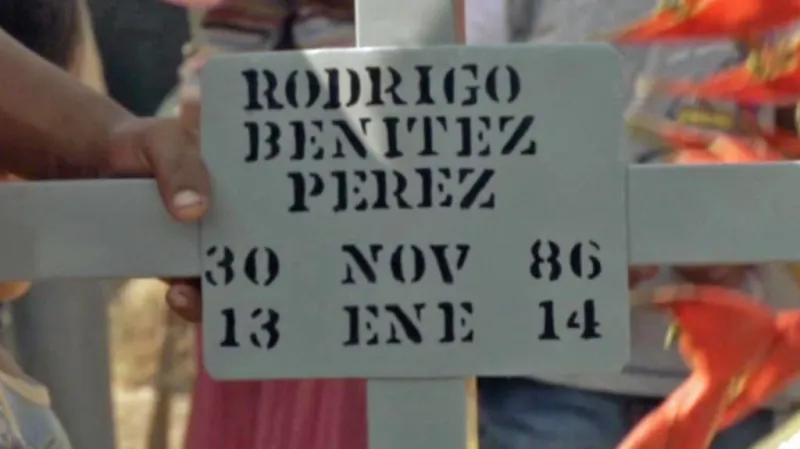 RODRIGO
BENITEZ
PEREZ
30 NOV 86
13 ENE 14